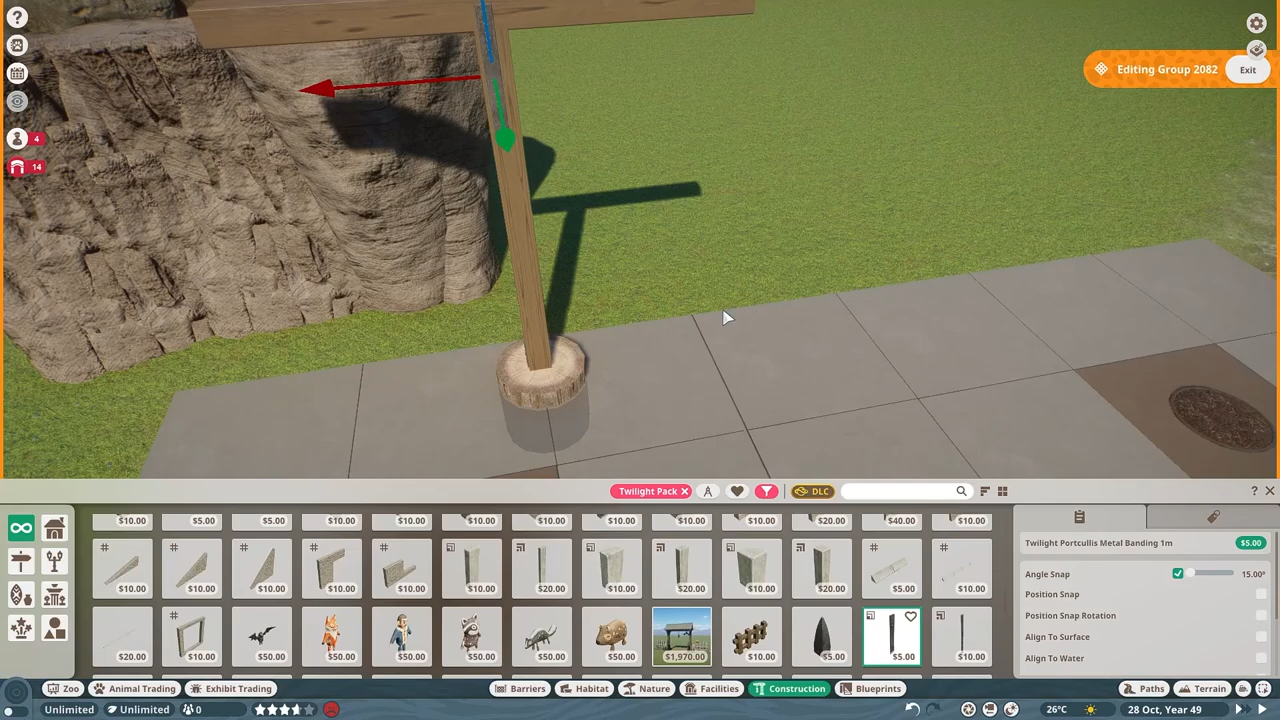 ?
Editing Group 2082
Exit
4
14
Twilight Pack
DLC
?
$10.00
$5.00
$5.00
$10.00
$10.00
$10.00
$10.00
$10.00
$10.00
$10.00
$20.00
$40.00
$10.00
$10.00
$10.00
$10.00
$10.00
$10.00
$10.00
$20.00
$10.00
$20.00
$10.00
$20.00
$5.00
$10.00
$20.00
$10.00
$50.00
$50.00
$50.00
$50.00
$50.00
$50.00
$1,970.00
$10.00
$5.00
$5.00
$10.00
Twilight Portcullis Metal Banding 1m
$5.00
Angle Snap
15.00°
Position Snap
Position Snap Rotation
Align To Surface
Align To Water
Zoo
Animal Trading
Exhibit Trading
Barriers
Habitat
Nature
Facilities
Construction
Blueprints
Paths
Terrain
Unlimited
Unlimited
0
26°C
28 Oct, Year 49